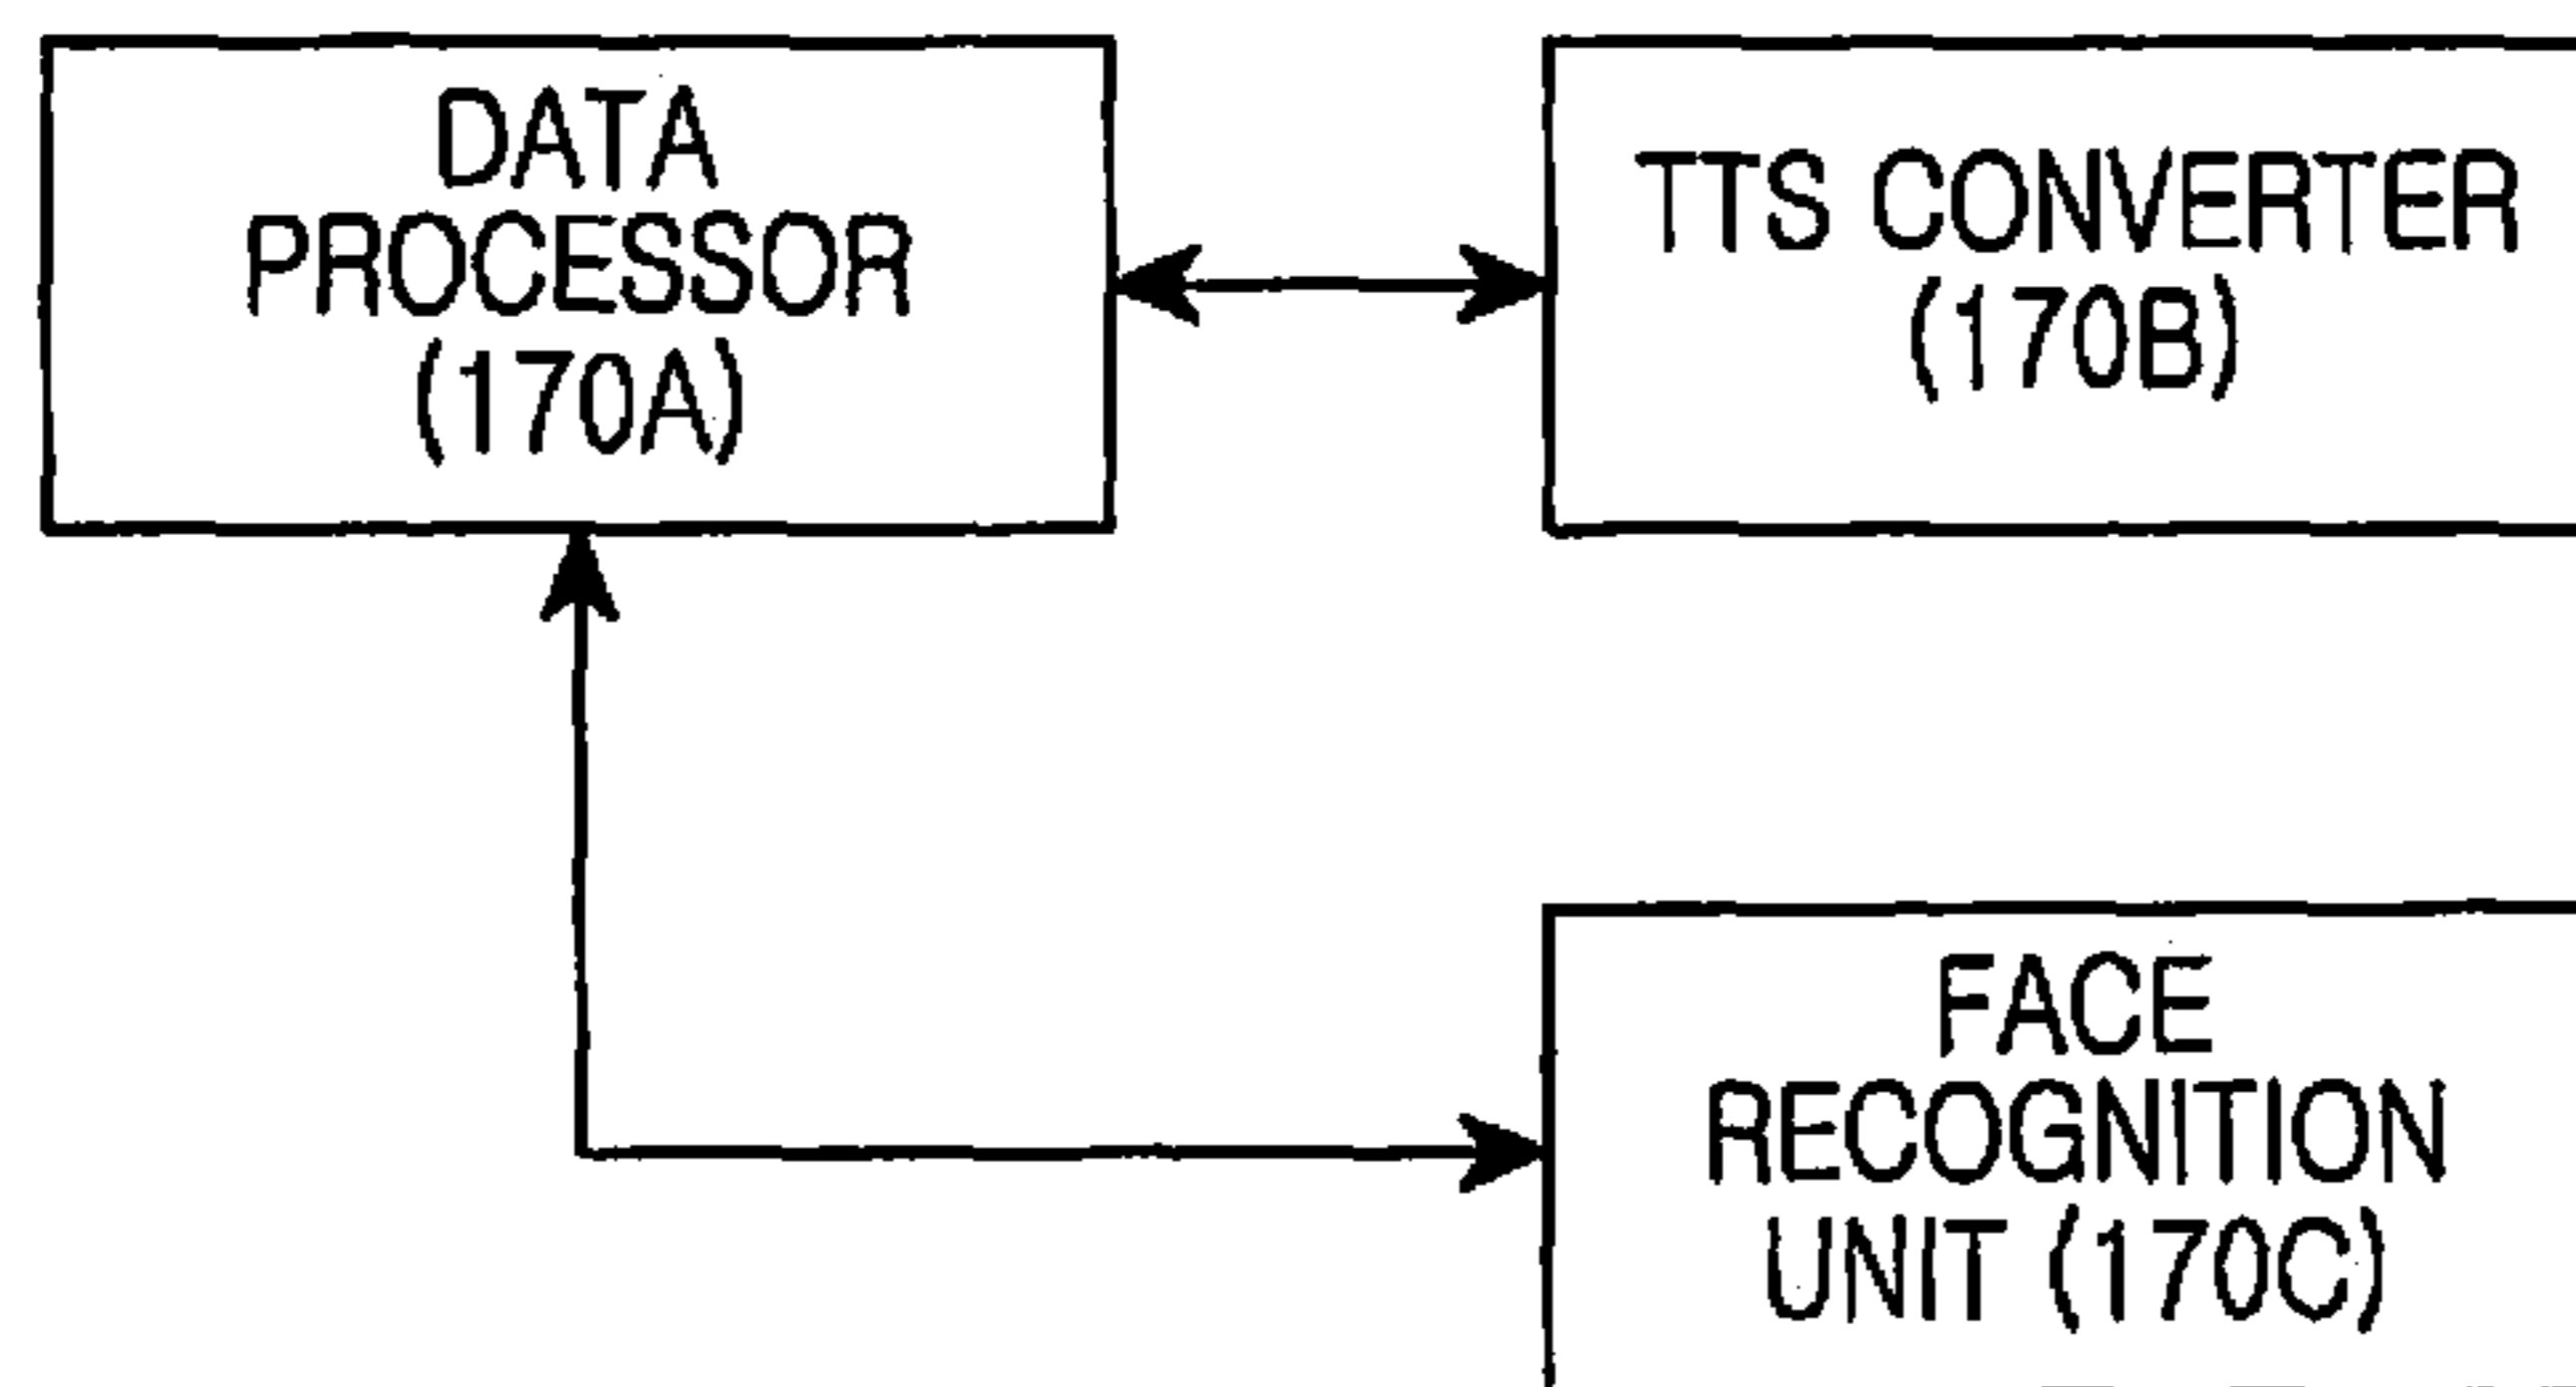 DATA
PROCESSOR
(170A)
TTS CONVERTER
(170B)
FACE
RECOGNITION
UNIT (170C)